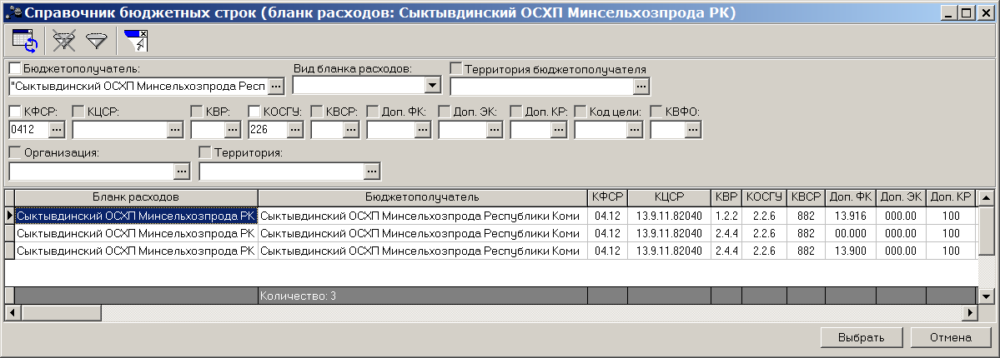 Справочник бюджетных строк (бланк расходов: Сыктывдинский ОСХП Минсельхозпрода РК)
Бюджетополучатель: Вид бланка расходов: Территория бюджетополучателя
"Сыктывдинский ОСХП Минсельхозпрода Респ
КФСР: КЦСР: КВР: КОСГУ: КВСР: Доп. ФК: Доп. ЭК: Доп. КР: Код цели: КВФО:
0412 226
Организация: Территория:
Бланк расходов Бюджетополучатель КФСР КЦСР КВР КОСГУ КВСР Доп. ФК Доп. ЭК Доп. КР
Сыктывдинский ОСХП Минсельхозпрода РК Сыктывдинский ОСХП Минсельхозпрода Республики Коми 04.12 13.9.11.82040 1.2.2 2.2.6 882 13.916 000.00 100
Сыктывдинский ОСХП Минсельхозпрода РК Сыктывдинский ОСХП Минсельхозпрода Республики Коми 04.12 13.9.11.82040 2.4.4 2.2.6 882 00.000 000.00 100
Сыктывдинский ОСХП Минсельхозпрода РК Сыктывдинский ОСХП Минсельхозпрода Республики Коми 04.12 13.9.11.82040 2.4.4 2.2.6 882 13.900 000.00 100
Количество: 3
Выбрать Отмена